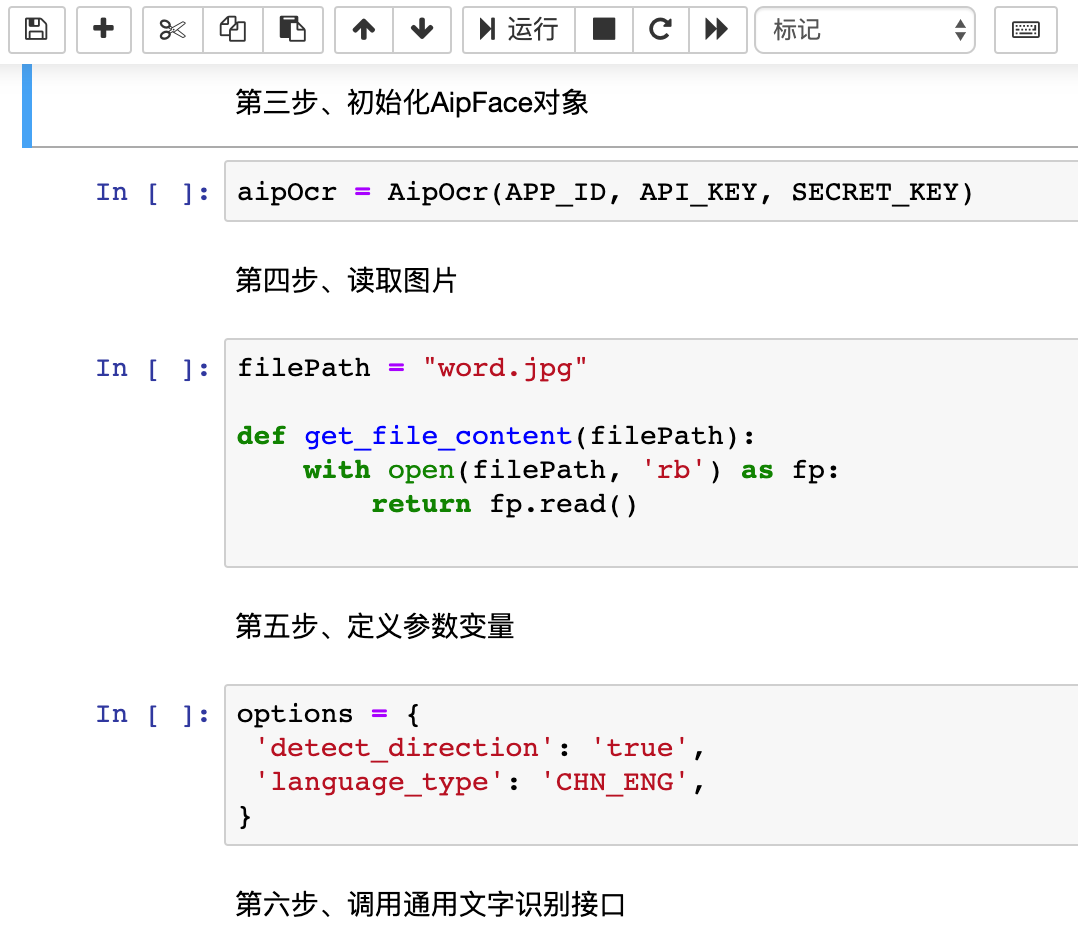 运行 标记
第三步、初始化AipFace对象
In [ ]: aipOcr = AipOcr(APP_ID, API_KEY, SECRET_KEY)
第四步、读取图片
In [ ]: filePath = "word.jpg"
def get_file_content(filePath):
    with open(filePath, 'rb') as fp:
        return fp.read()
第五步、定义参数变量
In [ ]: options = {
 'detect_direction': 'true',
 'language_type': 'CHN_ENG',
}
第六步、调用通用文字识别接口